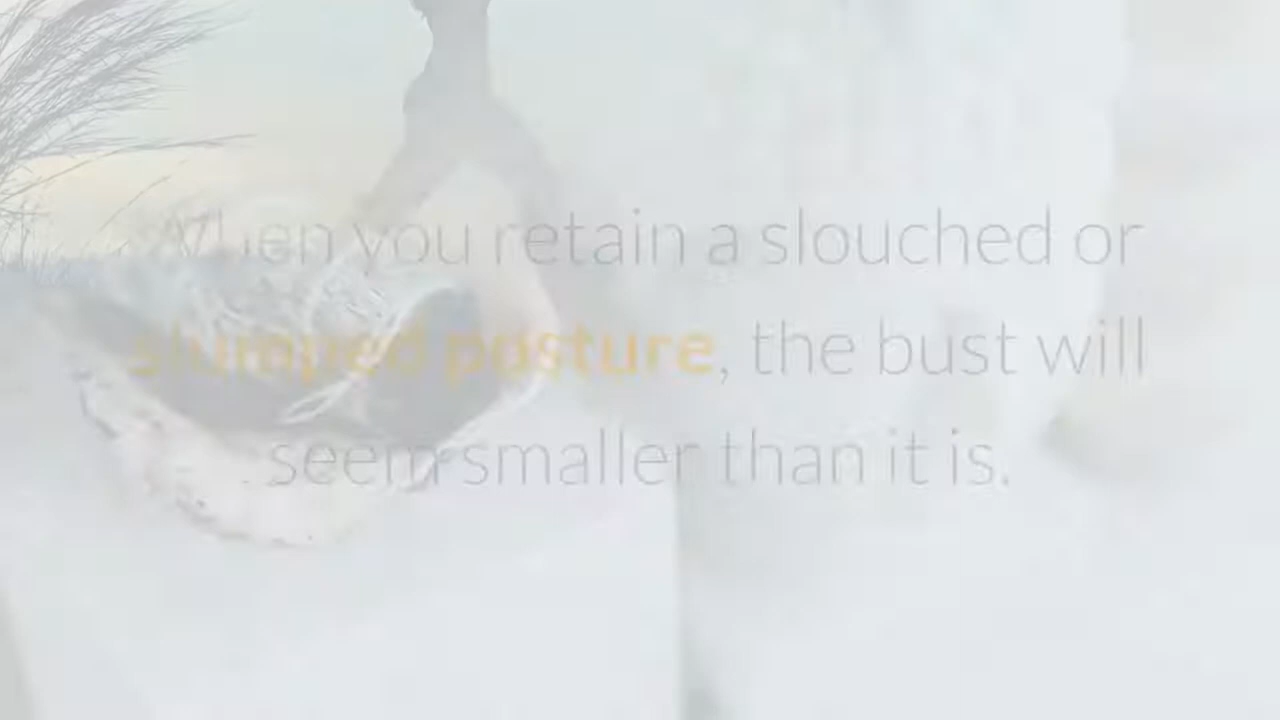 When you retain a slouched or
slumped posture, the bust will
seem smaller than it is.